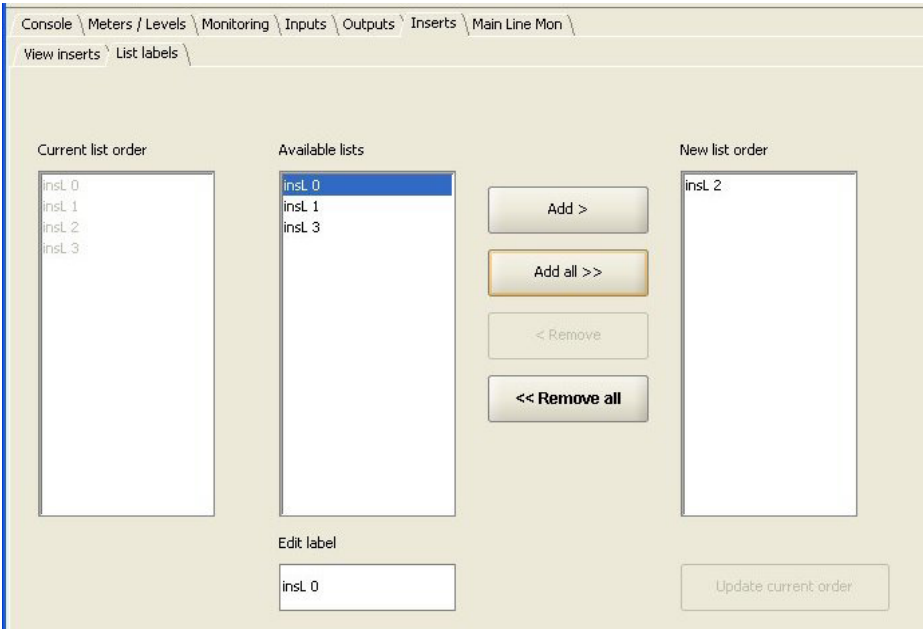 Console Meters / Levels Monitoring Inputs Outputs Inserts Main Line Mon
View inserts List labels
Current list order
insL 0
insL 1
insL 2
insL 3
Available lists
insL 0
insL 1
insL 3
Add >
Add all >>
< Remove
<< Remove all
New list order
insL 2
Edit label
insL 0
Update current order